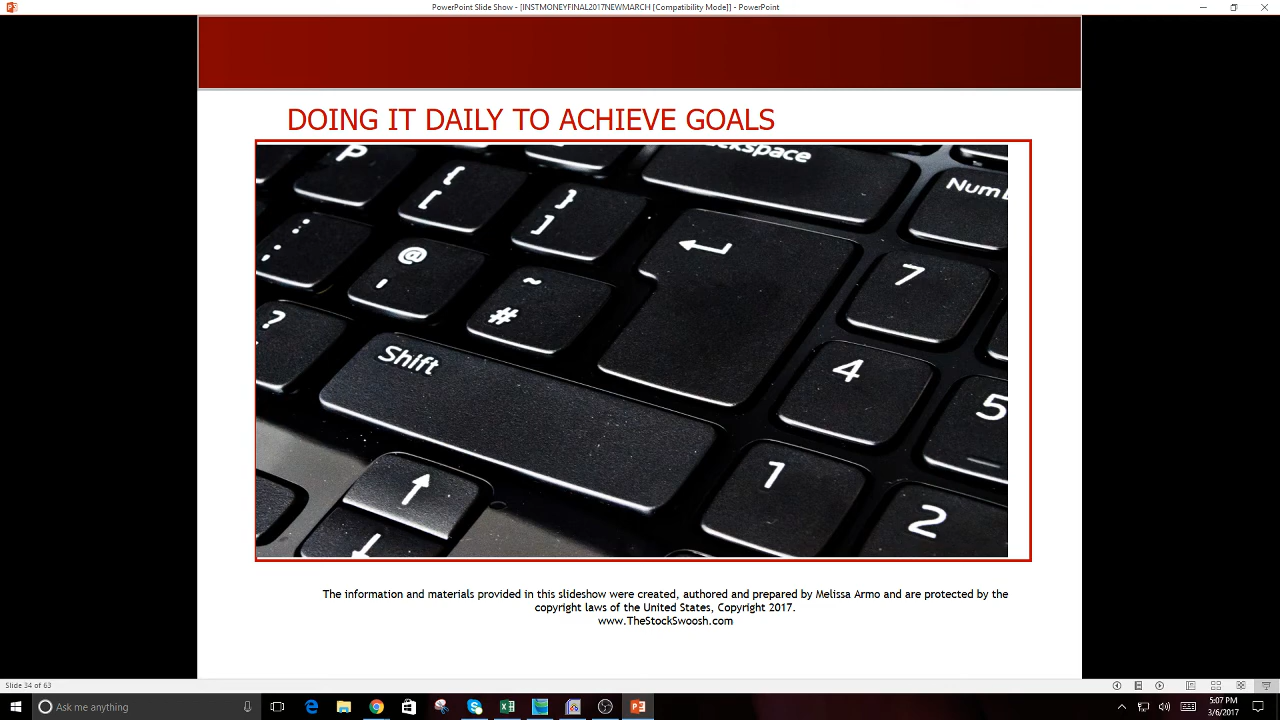 PowerPoint Slide Show - [INSTMONEYFINAL2017NEWMARCH [Compatibility Mode]] - PowerPoint
DOING IT DAILY TO ACHIEVE GOALS
P
{
[
}
]
:
;
@
'
~
#
?
Shift
7
4
5
1
2
The information and materials provided in this slideshow were created, authored and prepared by Melissa Armo and are protected by the
copyright laws of the United States, Copyright 2017.
www.TheStockSwoosh.com
Slide 34 of 63
Ask me anything
5:07 PM
3/6/2017